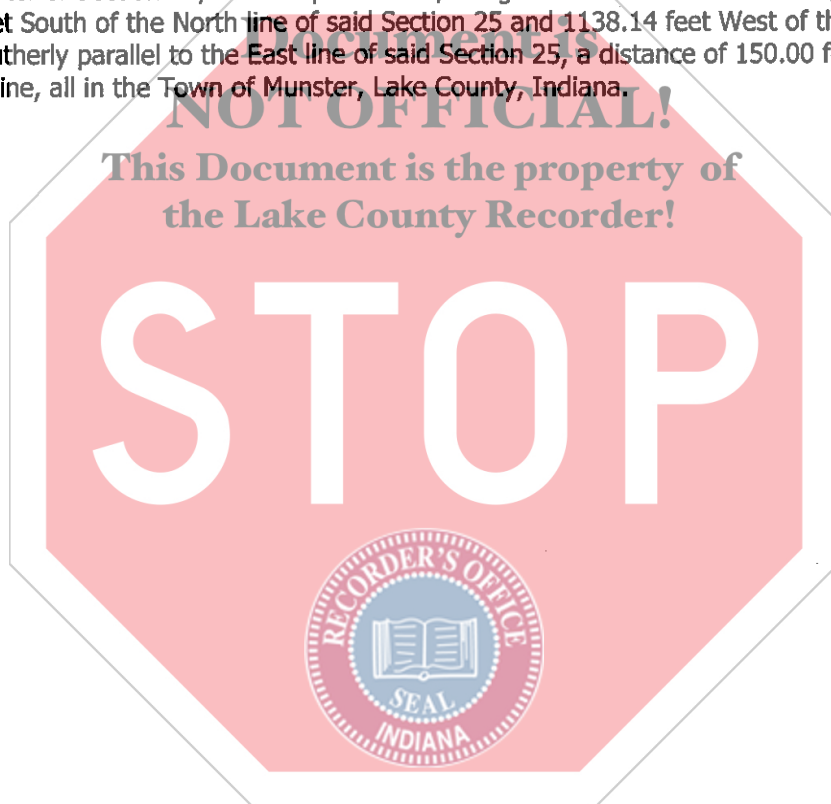 et South of the North line of said Section 25 and 1138.14 feet West of th
utherly parallel to the East line of said Section 25, a distance of 150.00 f
ine, all in the Town of Munster, Lake County, Indiana.
Document is
NOT OFFICIAL!
This Document is the property of
the Lake County Recorder!
STOP
RECORDER'S OFFICE
SEAL
INDIANA